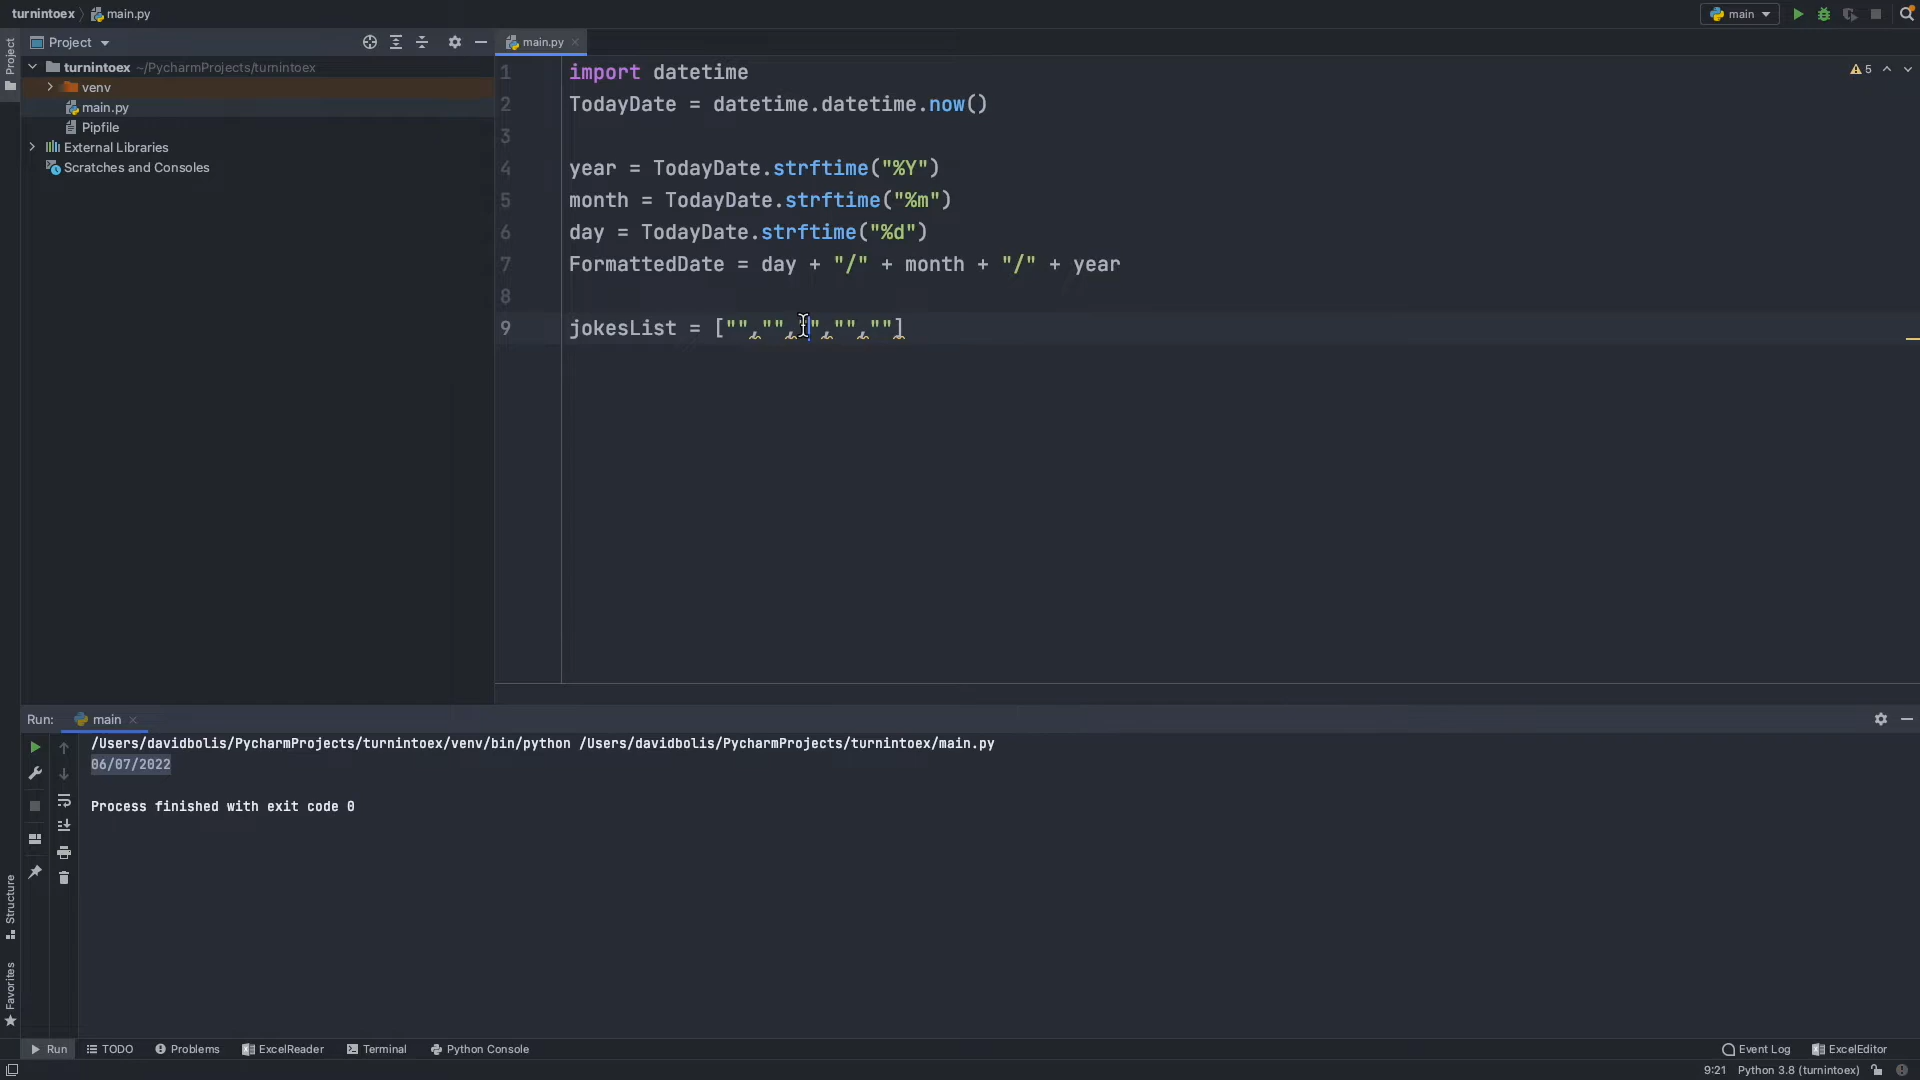 turnintoex main.py
main
Project
Project
turnintoex ~/PycharmProjects/turnintoex
venv
main.py
Pipfile
External Libraries
Scratches and Consoles
main.py
5
1 import datetime
2 TodayDate = datetime.datetime.now()
3
4 year = TodayDate.strftime("%Y")
5 month = TodayDate.strftime("%m")
6 day = TodayDate.strftime("%d")
7 FormattedDate = day + "/" + month + "/" + year
8
9 jokesList = ["","","","",""]
Run: main
/Users/davidbolis/PycharmProjects/turnintoex/venv/bin/python /Users/davidbolis/PycharmProjects/turnintoex/main.py
06/07/2022
Process finished with exit code 0
Structure
Favorites
Run TODO Problems ExcelReader Terminal Python Console
Event Log ExcelEditor
9:21 Python 3.8 (turnintoex)